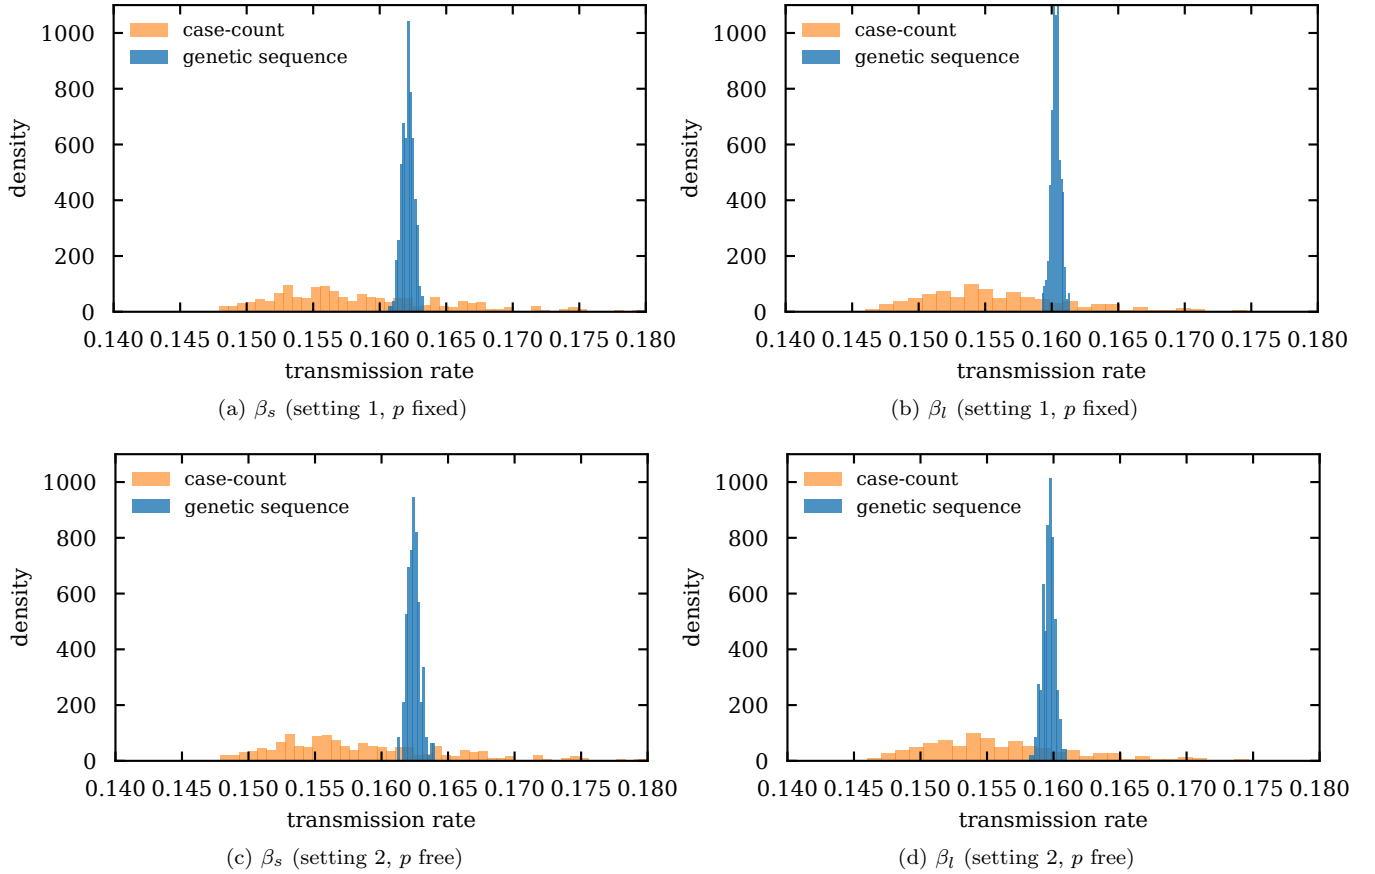 1000
800
600
400
200
0
density
case-count
genetic sequence
0.140 0.145 0.150 0.155 0.160 0.165 0.170 0.175 0.180
transmission rate
(a) βs (setting 1, p fixed)
1000
800
600
400
200
0
density
case-count
genetic sequence
0.140 0.145 0.150 0.155 0.160 0.165 0.170 0.175 0.180
transmission rate
(b) βl (setting 1, p fixed)
1000
800
600
400
200
0
density
case-count
genetic sequence
0.140 0.145 0.150 0.155 0.160 0.165 0.170 0.175 0.180
transmission rate
(c) βs (setting 2, p free)
1000
800
600
400
200
0
density
case-count
genetic sequence
0.140 0.145 0.150 0.155 0.160 0.165 0.170 0.175 0.180
transmission rate
(d) βl (setting 2, p free)